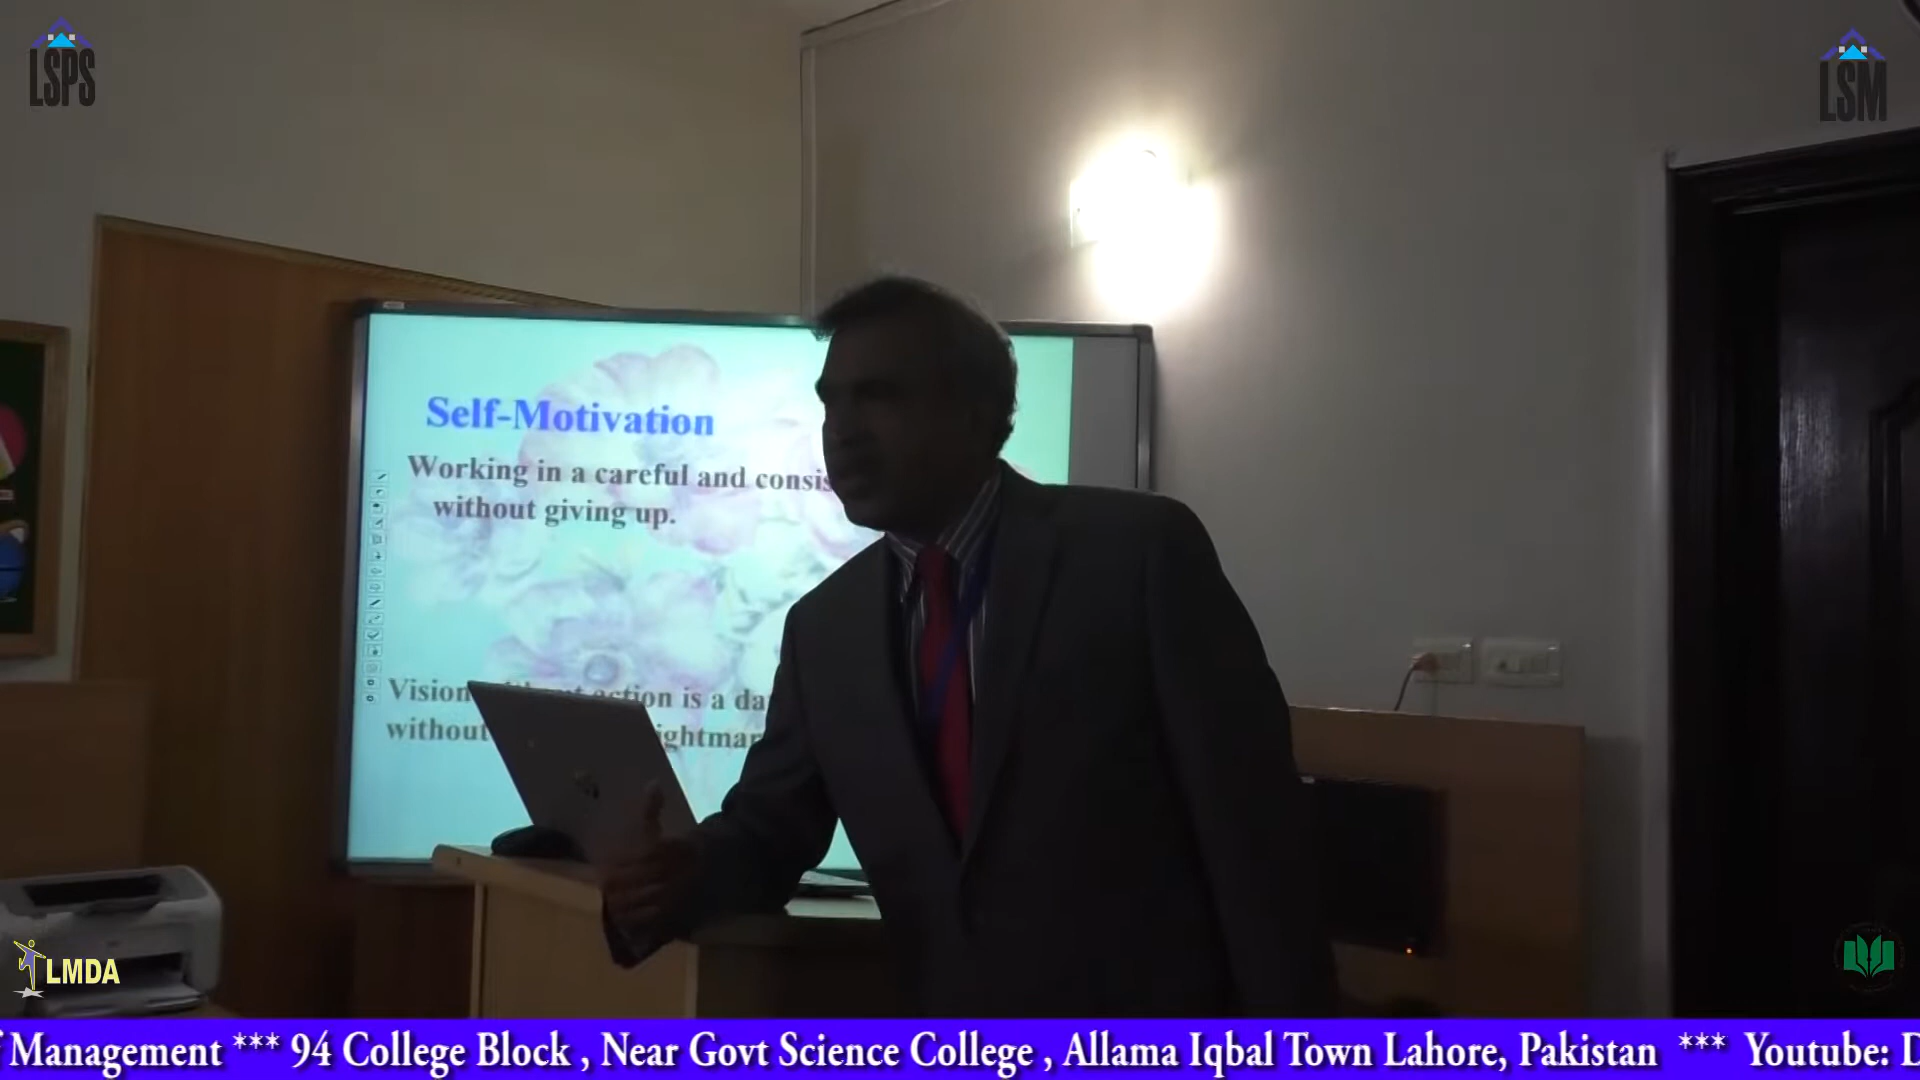 LSPS
LSM
Self-Motivation
Working in a careful and consis
without giving up.
Vision action is a da
without ightmar
LMDA
f Management *** 94 College Block , Near Govt Science College , Allama Iqbal Town Lahore, Pakistan *** Youtube: D